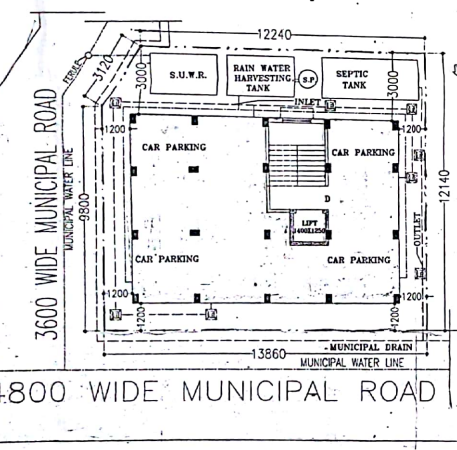 12240
3120
FERULE
3000
S.U.W.R.
RAIN WATER
HARVESTING
TANK
S.P
SEPTIC
TANK
3000
INLET
1200
1200
CAR PARKING
CAR PARKING
3600 WIDE MUNICIPAL ROAD
MUNICIPAL WATER LINE
9800
12140
D
LIFT
1400X1250
OUTLET
CAR PARKING
CAR PARKING
1200
1200
1200
1200
MUNICIPAL DRAIN
13860
MUNICIPAL WATER LINE
4800 WIDE MUNICIPAL ROAD